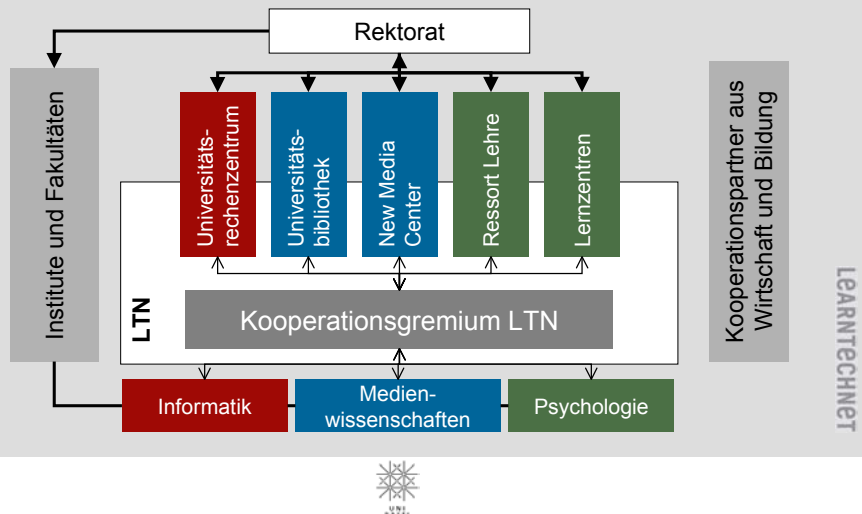 Rektorat
Institute und Fakultäten
Universitäts-
rechenzentrum
Universitäts-
bibliothek
New Media
Center
Ressort Lehre
Lernzentren
Kooperationspartner aus
Wirtschaft und Bildung
LTN
Kooperationsgremium LTN
Informatik
Medien-
wissenschaften
Psychologie
LEARNTECHNET
UNI